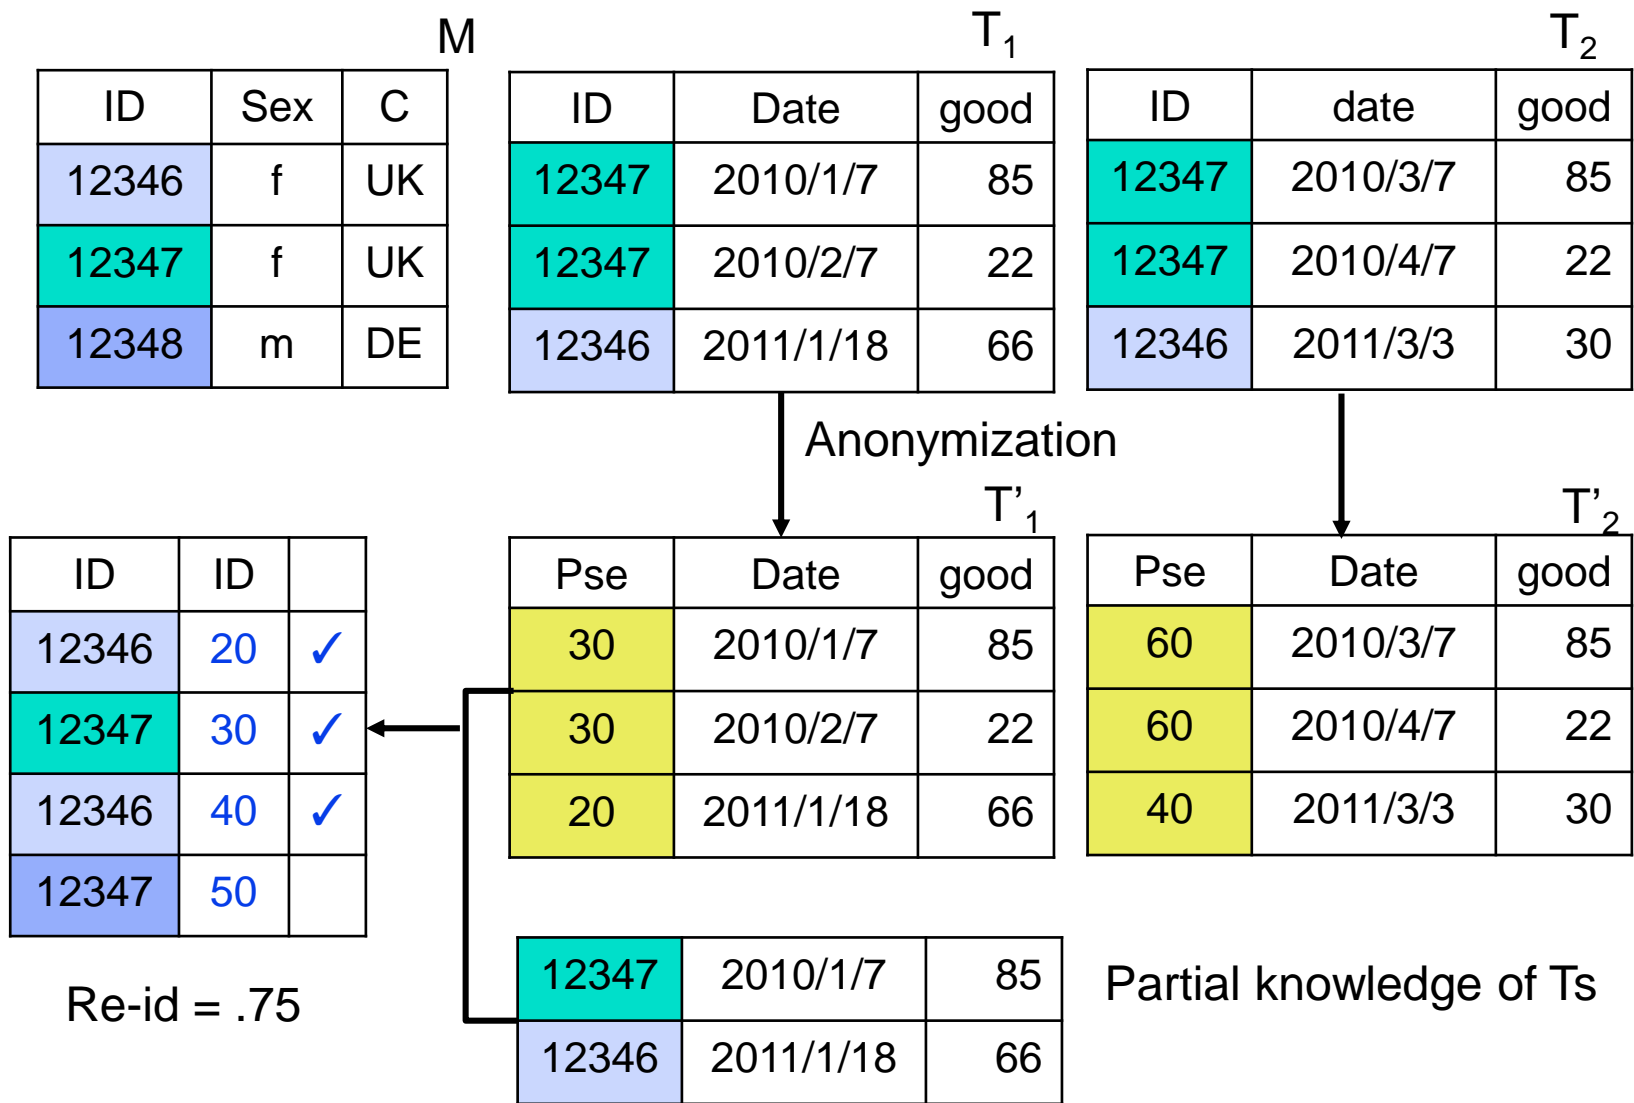 M
ID Sex C
12346 f UK
12347 f UK
12348 m DE
T1
ID Date good
12347 2010/1/7 85
12347 2010/2/7 22
12346 2011/1/18 66
T2
ID date good
12347 2010/3/7 85
12347 2010/4/7 22
12346 2011/3/3 30
Anonymization
ID ID
12346 20 ✓
12347 30 ✓
12346 40 ✓
12347 50
Re-id = .75
T’1
Pse Date good
30 2010/1/7 85
30 2010/2/7 22
20 2011/1/18 66
T’2
Pse Date good
60 2010/3/7 85
60 2010/4/7 22
40 2011/3/3 30
12347 2010/1/7 85
12346 2011/1/18 66
Partial knowledge of Ts